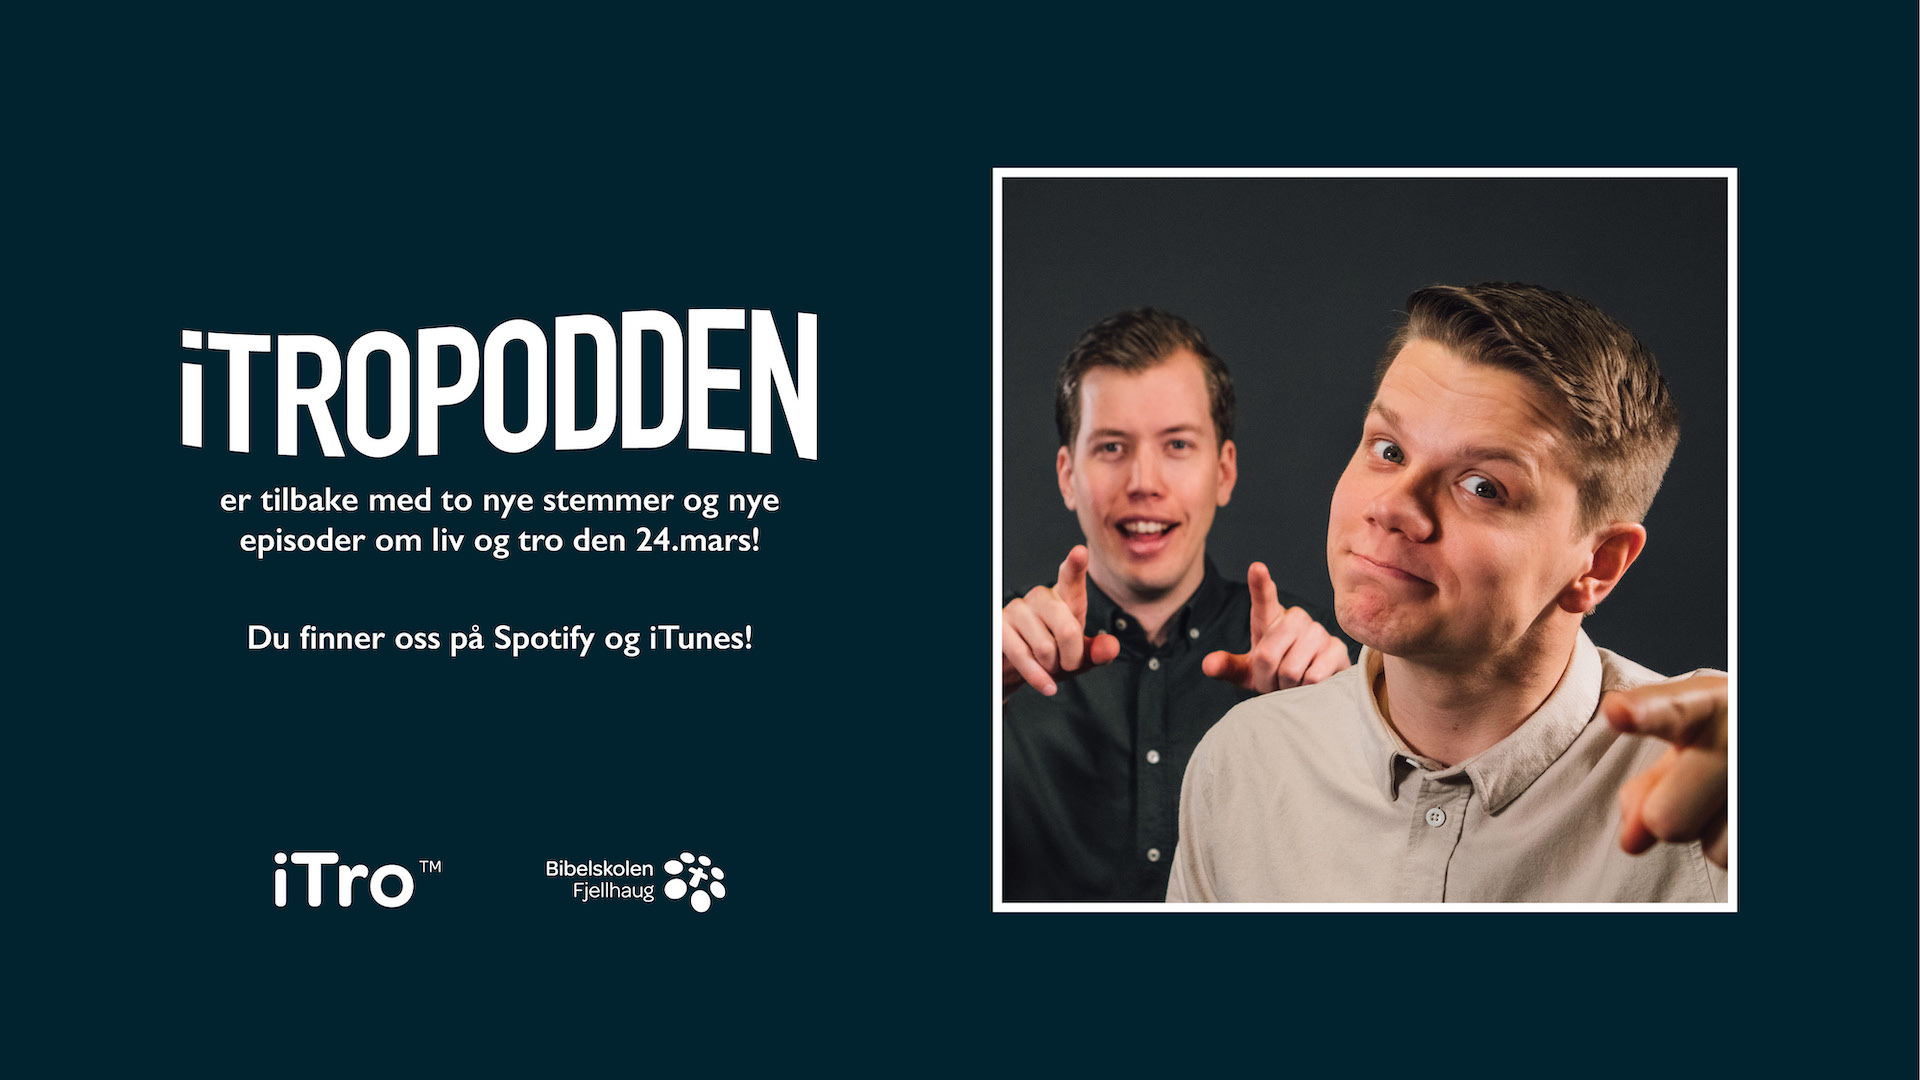 iTROPODDEN
er tilbake med to nye stemmer og nye
episoder om liv og tro den 24.mars!
Du finner oss på Spotify og iTunes!
iTro™
Bibelskolen
Fjellhaug